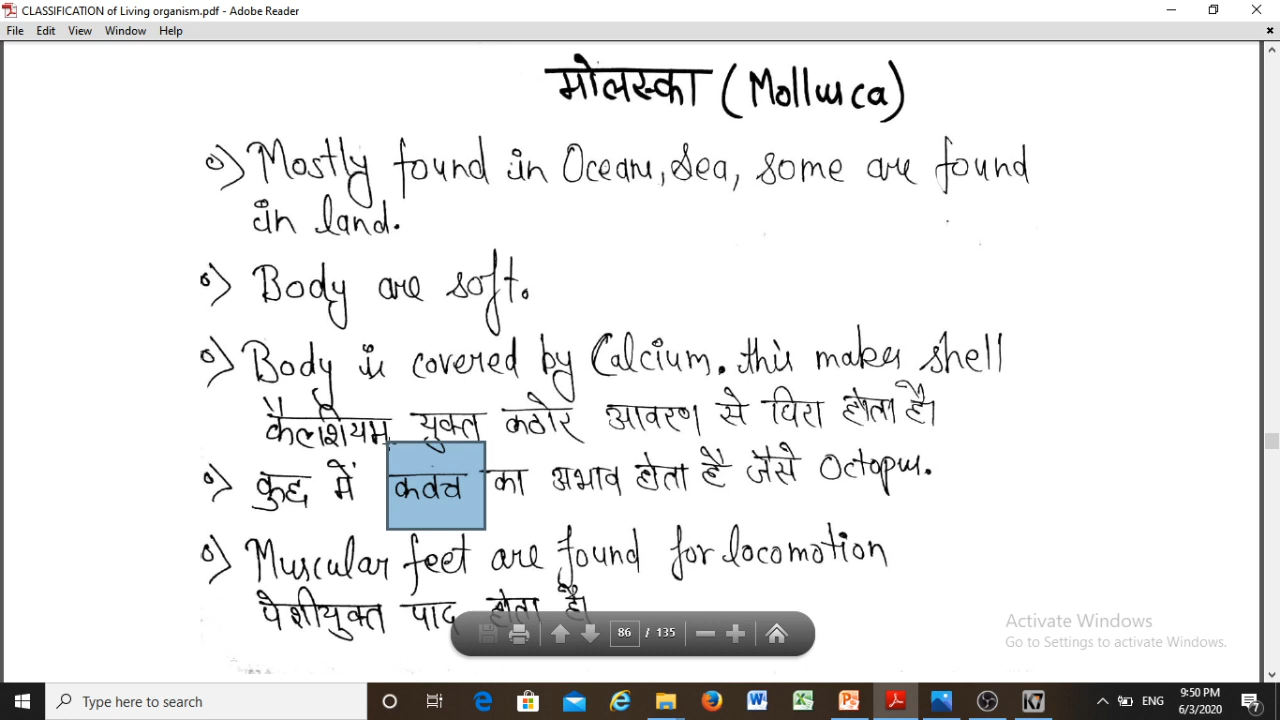 CLASSIFICATION of Living organism.pdf - Adobe Reader
File Edit View Window Help
मोलस्का (Mollusca)
Mostly found in Ocean, Sea, some are found
in land.
Body are soft.
Body is covered by Calcium. this makes shell
कैलशियम युक्त कठोर आवरण से घिरा होता है।
कुछ में कवच का अभाव होता है जैसे Octopus.
Muscular feet are found for locomotion
पेशीयुक्त पाद होता है।
86 / 135
Activate Windows
Go to Settings to activate Windows.
Type here to search
ENG
9:50 PM
6/3/2020
7